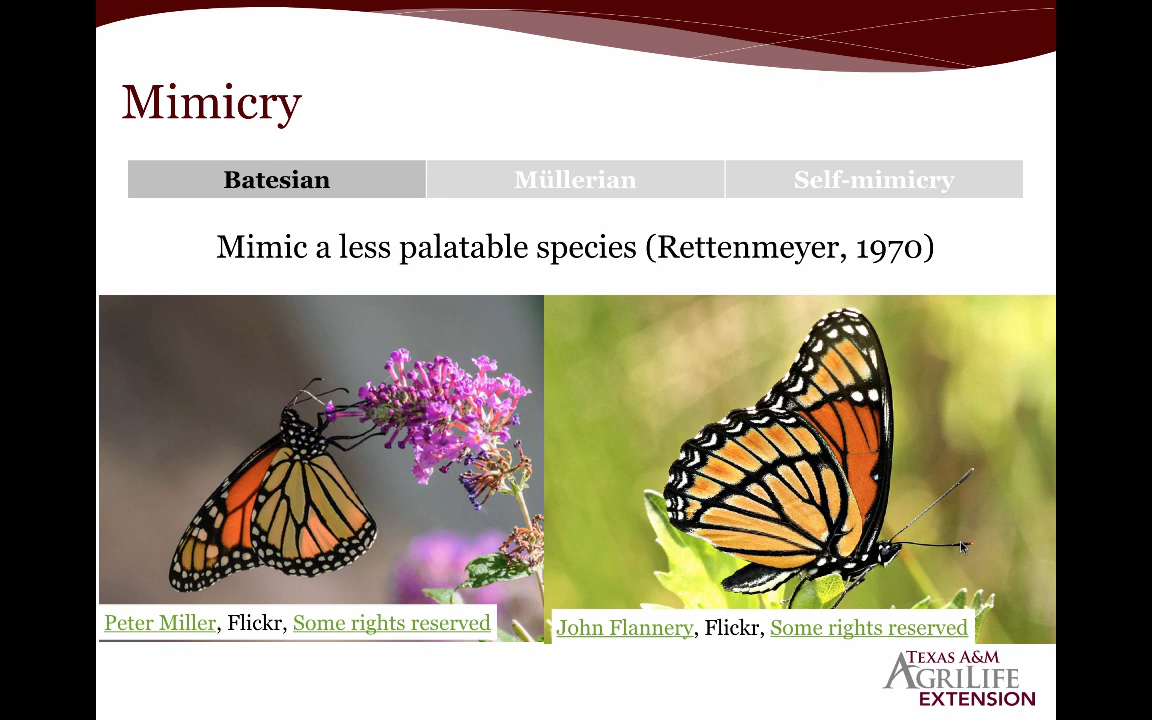 Mimicry
Batesian
Müllerian
Self-mimicry
Mimic a less palatable species (Rettenmeyer, 1970)
Peter Miller, Flickr, Some rights reserved
John Flannery, Flickr, Some rights reserved
TEXAS A&M
AGRILIFE
EXTENSION